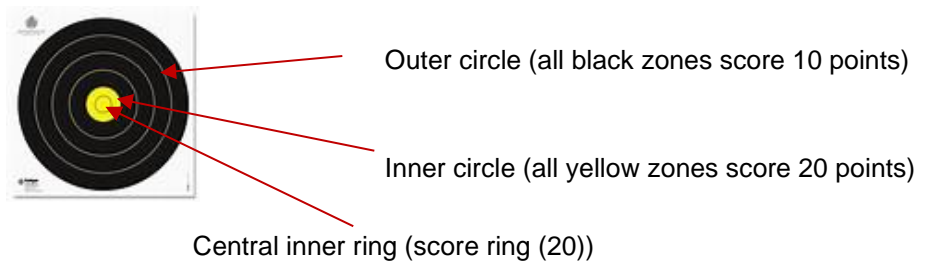 Outer circle (all black zones score 10 points)
Inner circle (all yellow zones score 20 points)
Central inner ring (score ring (20))